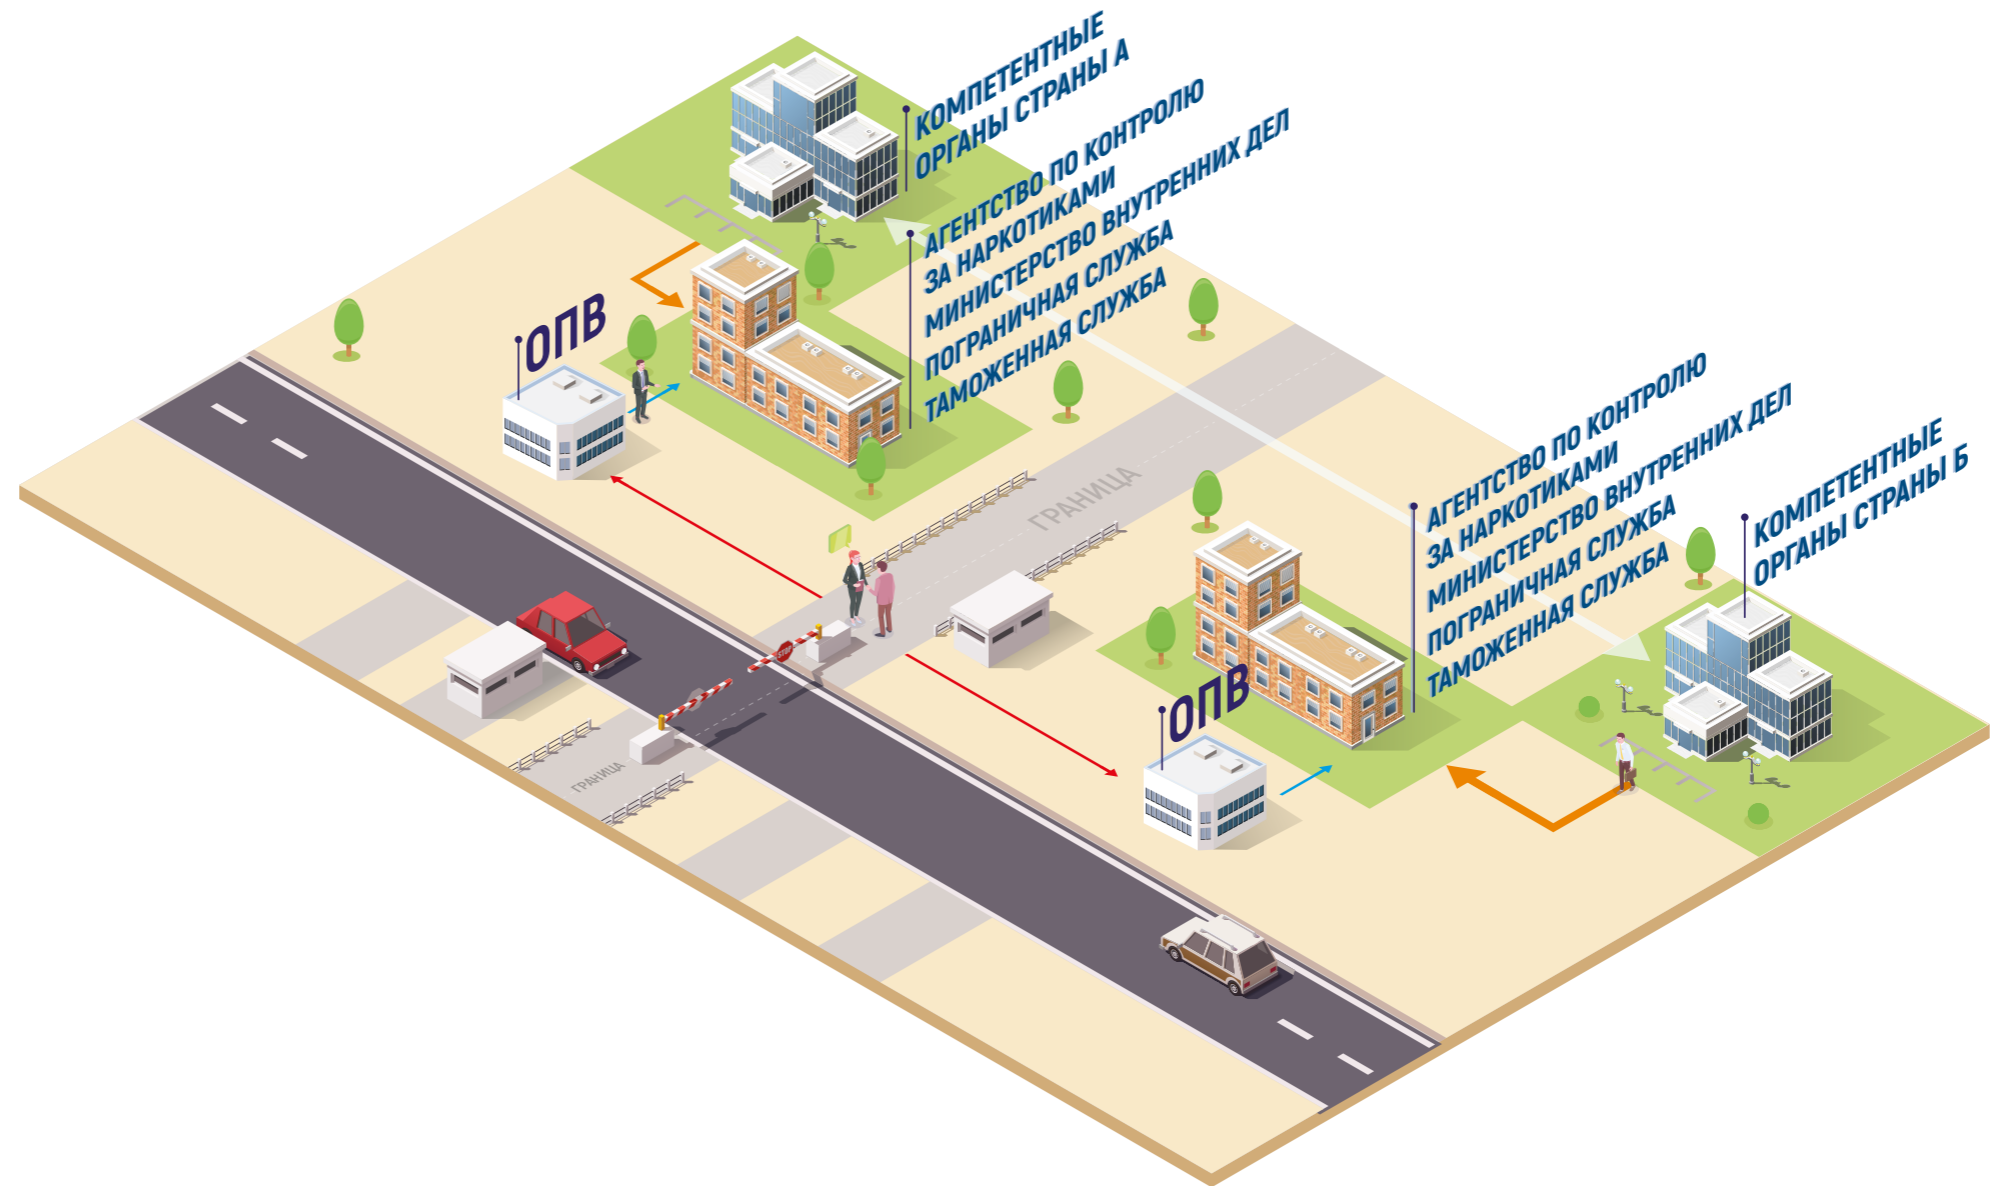 КОМПЕТЕНТНЫЕ
ОРГАНЫ СТРАНЫ А
АГЕНТСТВО ПО КОНТРОЛЮ
ЗА НАРКОТИКАМИ
МИНИСТЕРСТВО ВНУТРЕННИХ ДЕЛ
ПОГРАНИЧНАЯ СЛУЖБА
ТАМОЖЕННАЯ СЛУЖБА
ОПВ
ГРАНИЦА
АГЕНТСТВО ПО КОНТРОЛЮ
ЗА НАРКОТИКАМИ
МИНИСТЕРСТВО ВНУТРЕННИХ ДЕЛ
ПОГРАНИЧНАЯ СЛУЖБА
ТАМОЖЕННАЯ СЛУЖБА
КОМПЕТЕНТНЫЕ
ОРГАНЫ СТРАНЫ Б
STOP
ОПВ
ГРАНИЦА